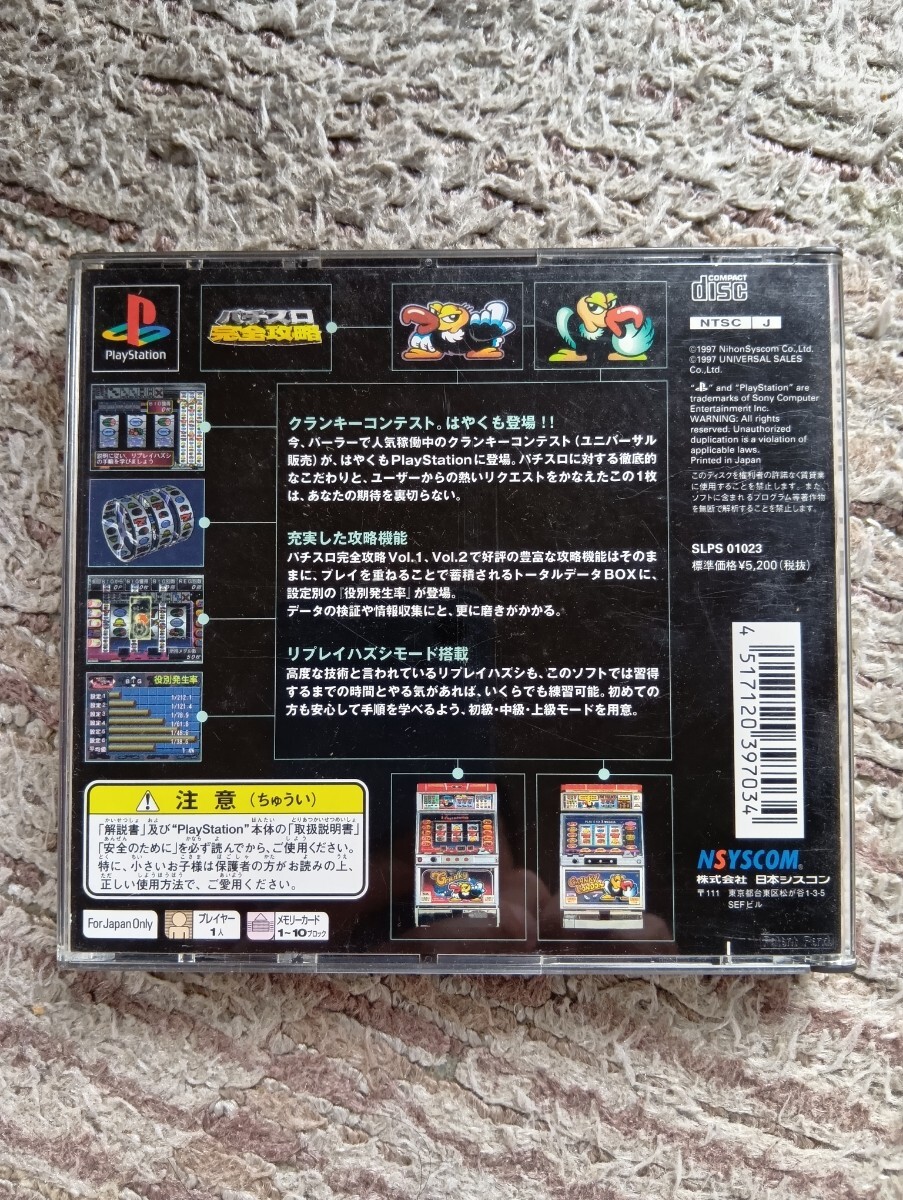 PlayStation
パチスロ
完全攻略
COMPACT
disc
NTSC J
©1997 NihonSyscom Co.,Ltd.
©1997 UNIVERSAL SALES
Co.,Ltd.
" " and "PlayStation" are
trademarks of Sony Computer
Entertainment Inc.
WARNING: All rights
reserved. Unauthorized
duplication is a violation of
applicable laws.
Printed in Japan
このディスクを権利者の許諾なく賃貸業
に使用することを禁止します。また、
ソフトに含まれるプログラム等著作物
を無断で解析することを禁止します。
SLPS 01023
標準価格¥5,200(税抜)
クランキーコンテスト。はやくも登場!!
今、パーラーで人気稼働中のクランキーコンテスト(ユニバーサル
販売)が、はやくもPlayStationに登場。パチスロに対する徹底的
なこだわりと、ユーザーからの熱いリクエストをかなえたこの1枚
は、あなたの期待を裏切らない。
充実した攻略機能
パチスロ完全攻略Vol.1、Vol.2で好評の豊富な攻略機能はそのま
まに、プレイを重ねることで蓄積されるトータルデータBOXに、
設定別の『役別発生率』が登場。
データの検証や情報収集にと、更に磨きがかかる。
リプレイハズシモード搭載
高度な技術と言われているリプレイハズシも、このソフトでは習得
するまでの時間とやる気があれば、いくらでも練習可能。初めての
方も安心して手順を学べるよう、初級・中級・上級モードを用意。
説明に従い、リプレイハズシ
の手順を学びましょう
役別発生率
注意(ちゅうい)
「解説書」及び"PlayStation"本体の「取扱説明書」
「安全のために」を必ず読んでから、ご使用ください。
特に、小さいお子様は保護者の方がお読みの上、
正しい使用方法で、ご愛用ください。
For Japan Only
プレイヤー
1人
メモリーカード
1~10ブロック
4 517120 397034
NSYSCOM.
株式会社 日本シスコン
〒111 東京都台東区松が谷1-3-5
SEFビル